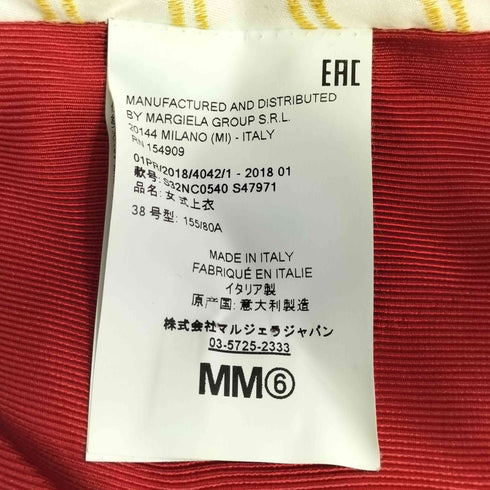 EAC
MANUFACTURED AND DISTRIBUTED
BY MARGIELA GROUP S.R.L.
20144 MILANO (MI) - ITALY
RN 154909
01PR/2018/4042/1 - 2018 01
款号: S32NC0540 S47971
品名: 女式上衣
38 号型: 155/80A
MADE IN ITALY
FABRIQUÉ EN ITALIE
イタリア製
原产国: 意大利制造
株式会社マルジェラジャパン
03-5725-2333
MM⑥